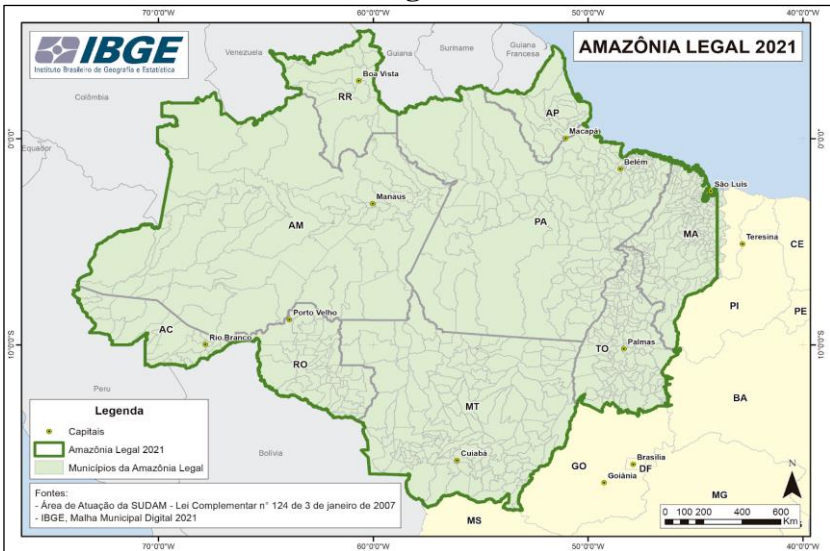 70°0'0"W
60°0'0"W
50°0'0"W
40°0'0"W
IBGE
Instituto Brasileiro de Geografia e Estatística
AMAZÔNIA LEGAL 2021
Venezuela
Guiana
Suriname
Guiana
Francesa
Colômbia
Boa Vista
RR
AP
Macapá
0°0'0"
0°0'0"
Equador
Belém
São Luís
Manaus
AM
PA
MA
Teresina
CE
PI
PE
Porto Velho
AC
Rio Branco
10°0'0"S
10°0'0"S
RO
TO
Palmas
Peru
BA
MT
Legenda
Capitais
Amazônia Legal 2021
Municípios da Amazônia Legal
Bolívia
Cuiabá
GO
Brasília
DF
Goiânia
N
MG
MS
Fontes:
- Área de Atuação da SUDAM - Lei Complementar n° 124 de 3 de janeiro de 2007
- IBGE, Malha Municipal Digital 2021
0 100 200 400 600
Km
70°0'0"W
60°0'0"W
50°0'0"W
40°0'0"W